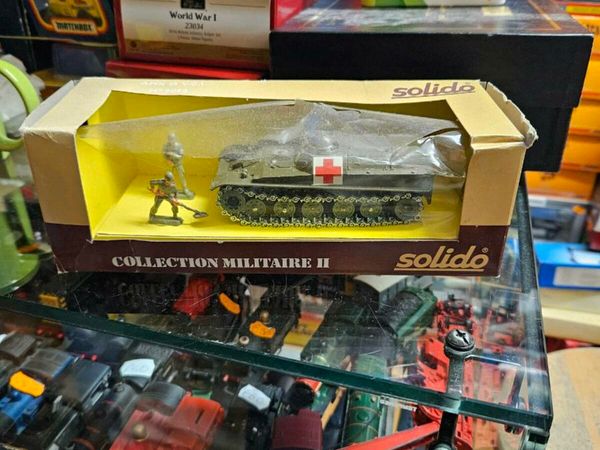 MATCHBOX
World War I
23034
solido
COLLECTION MILITAIRE II
solido